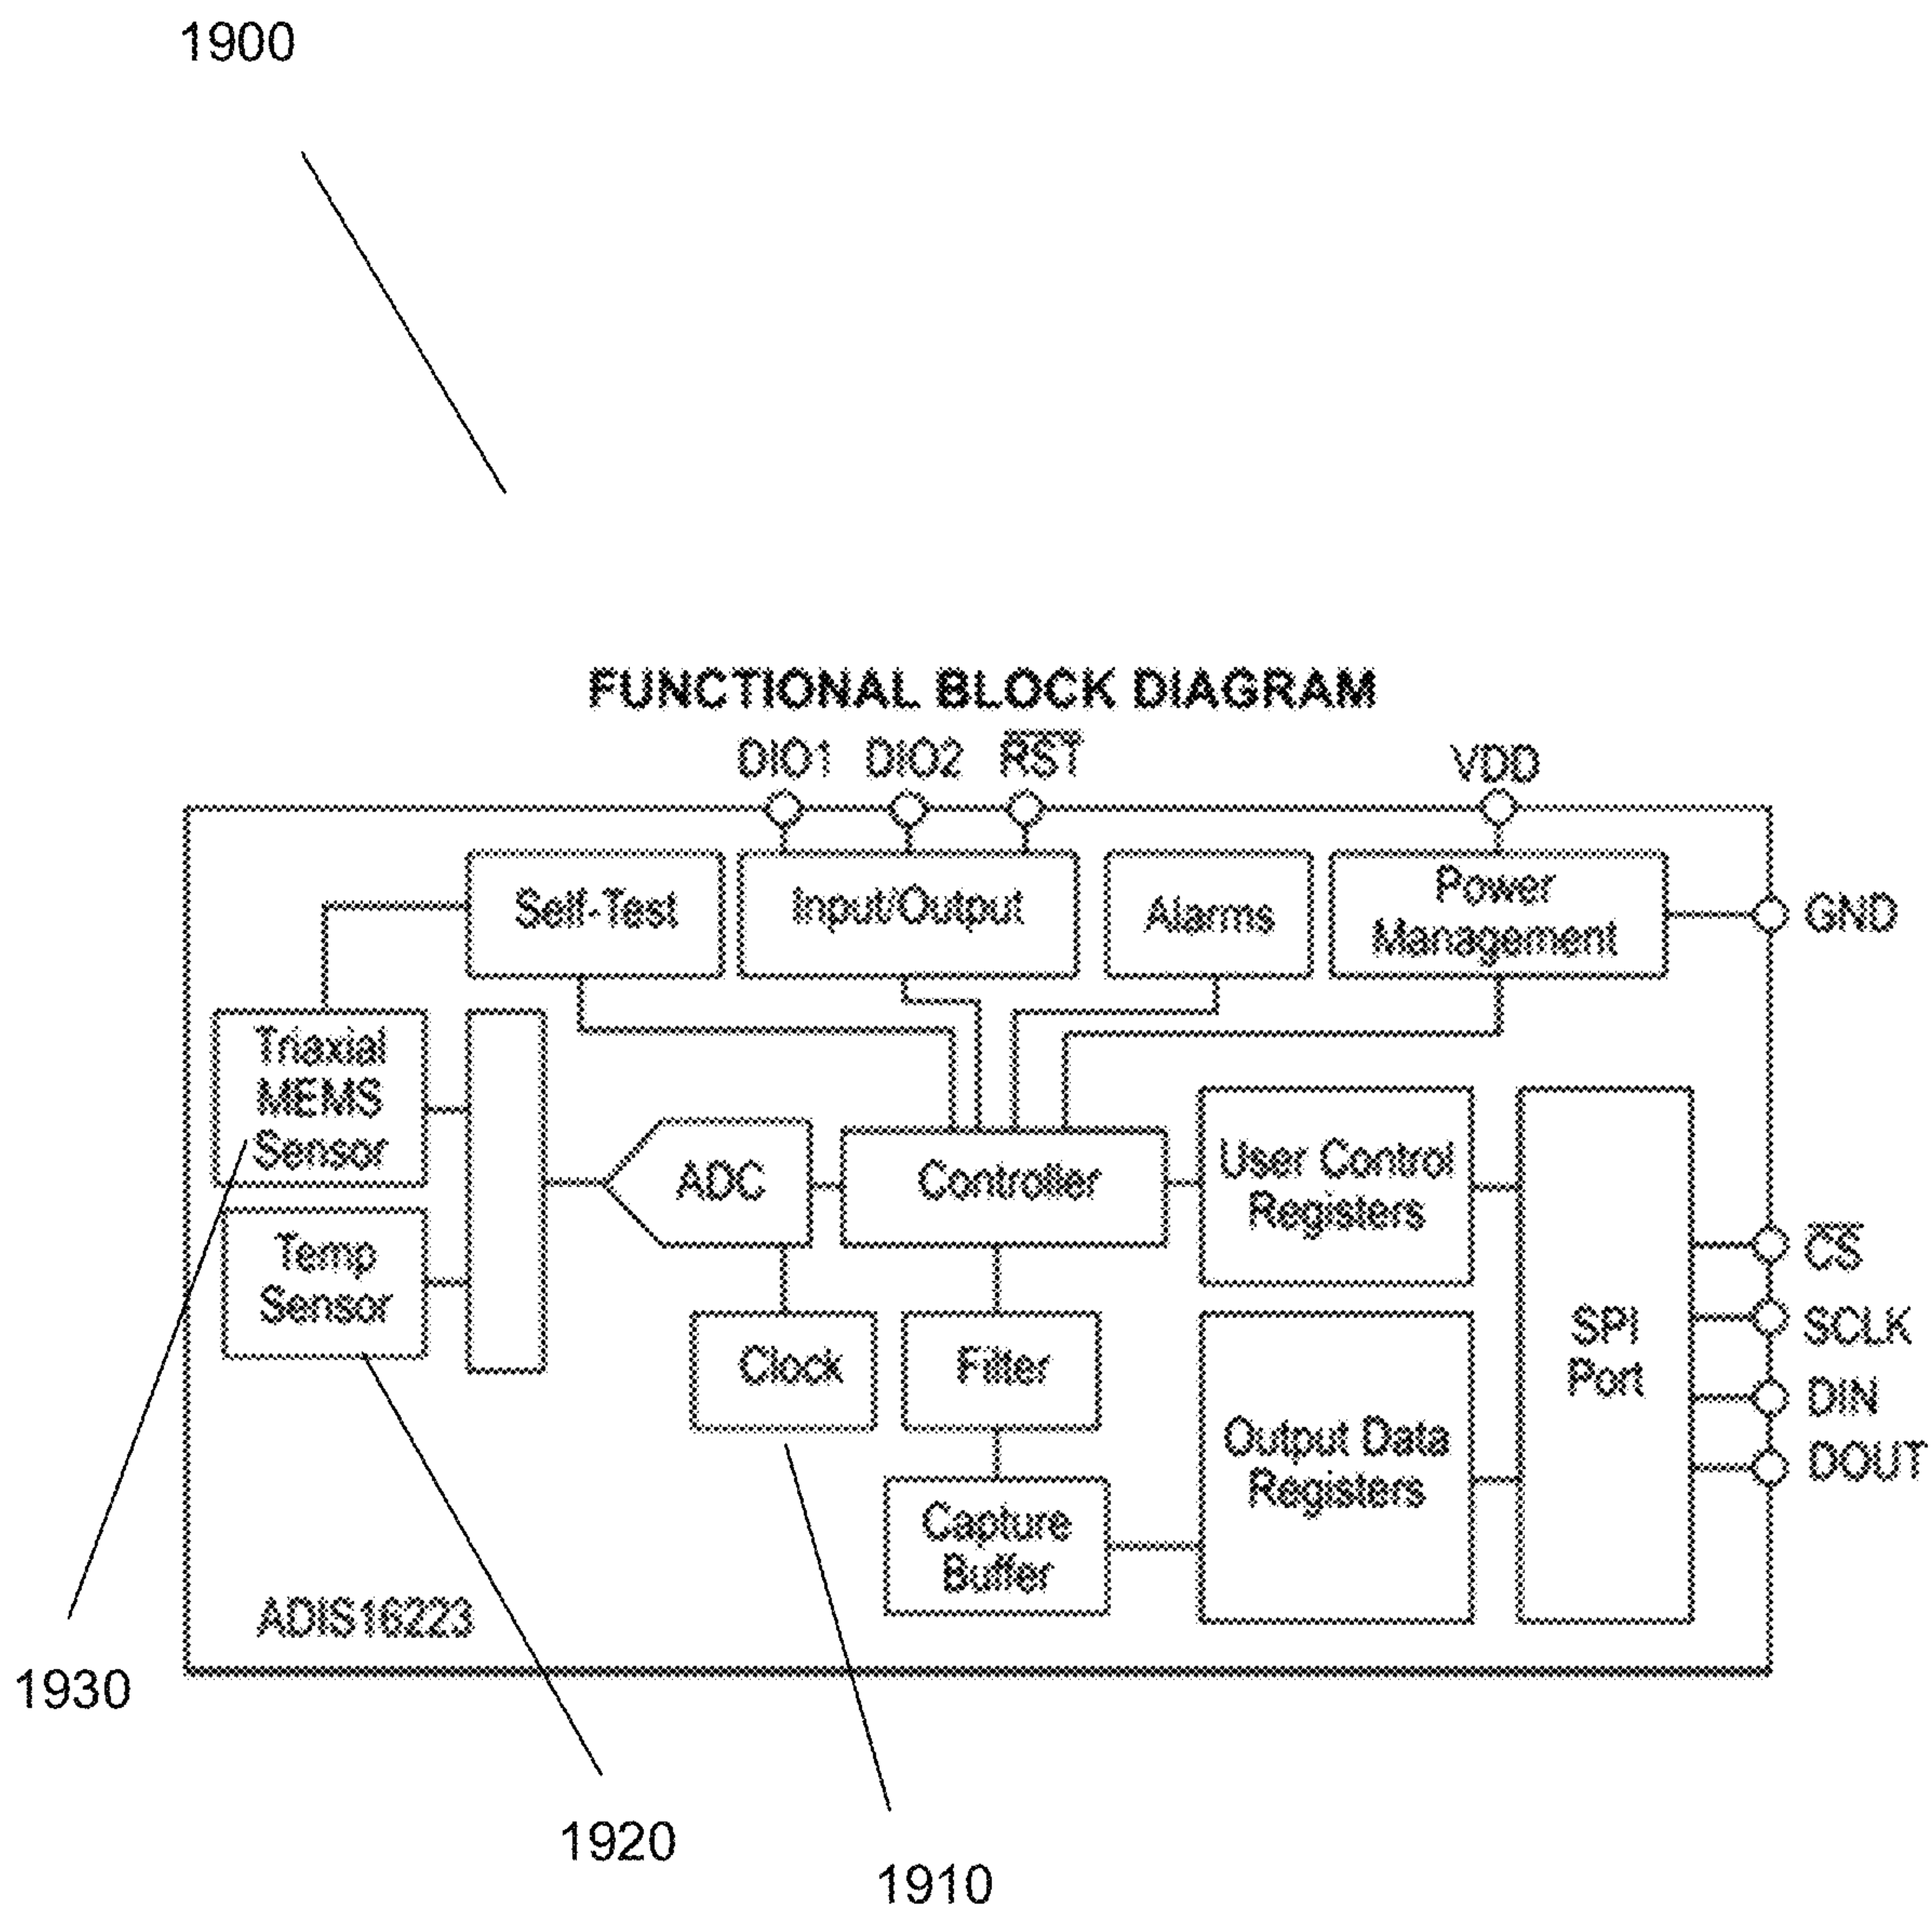 1900
FUNCTIONAL BLOCK DIAGRAM
DIO1 DIO2 R̅S̅T̅ VDD
Self-Test
Input/Output
Alarms
Power
Management
GND
Triaxial
MEMS
Sensor
ADC
Controller
User Control
Registers
Temp
Sensor
C̅S̅
SCLK
DIN
DOUT
SPI
Port
Clock
Filter
Output Data
Registers
Capture
Buffer
ADIS16223
1930
1920
1910